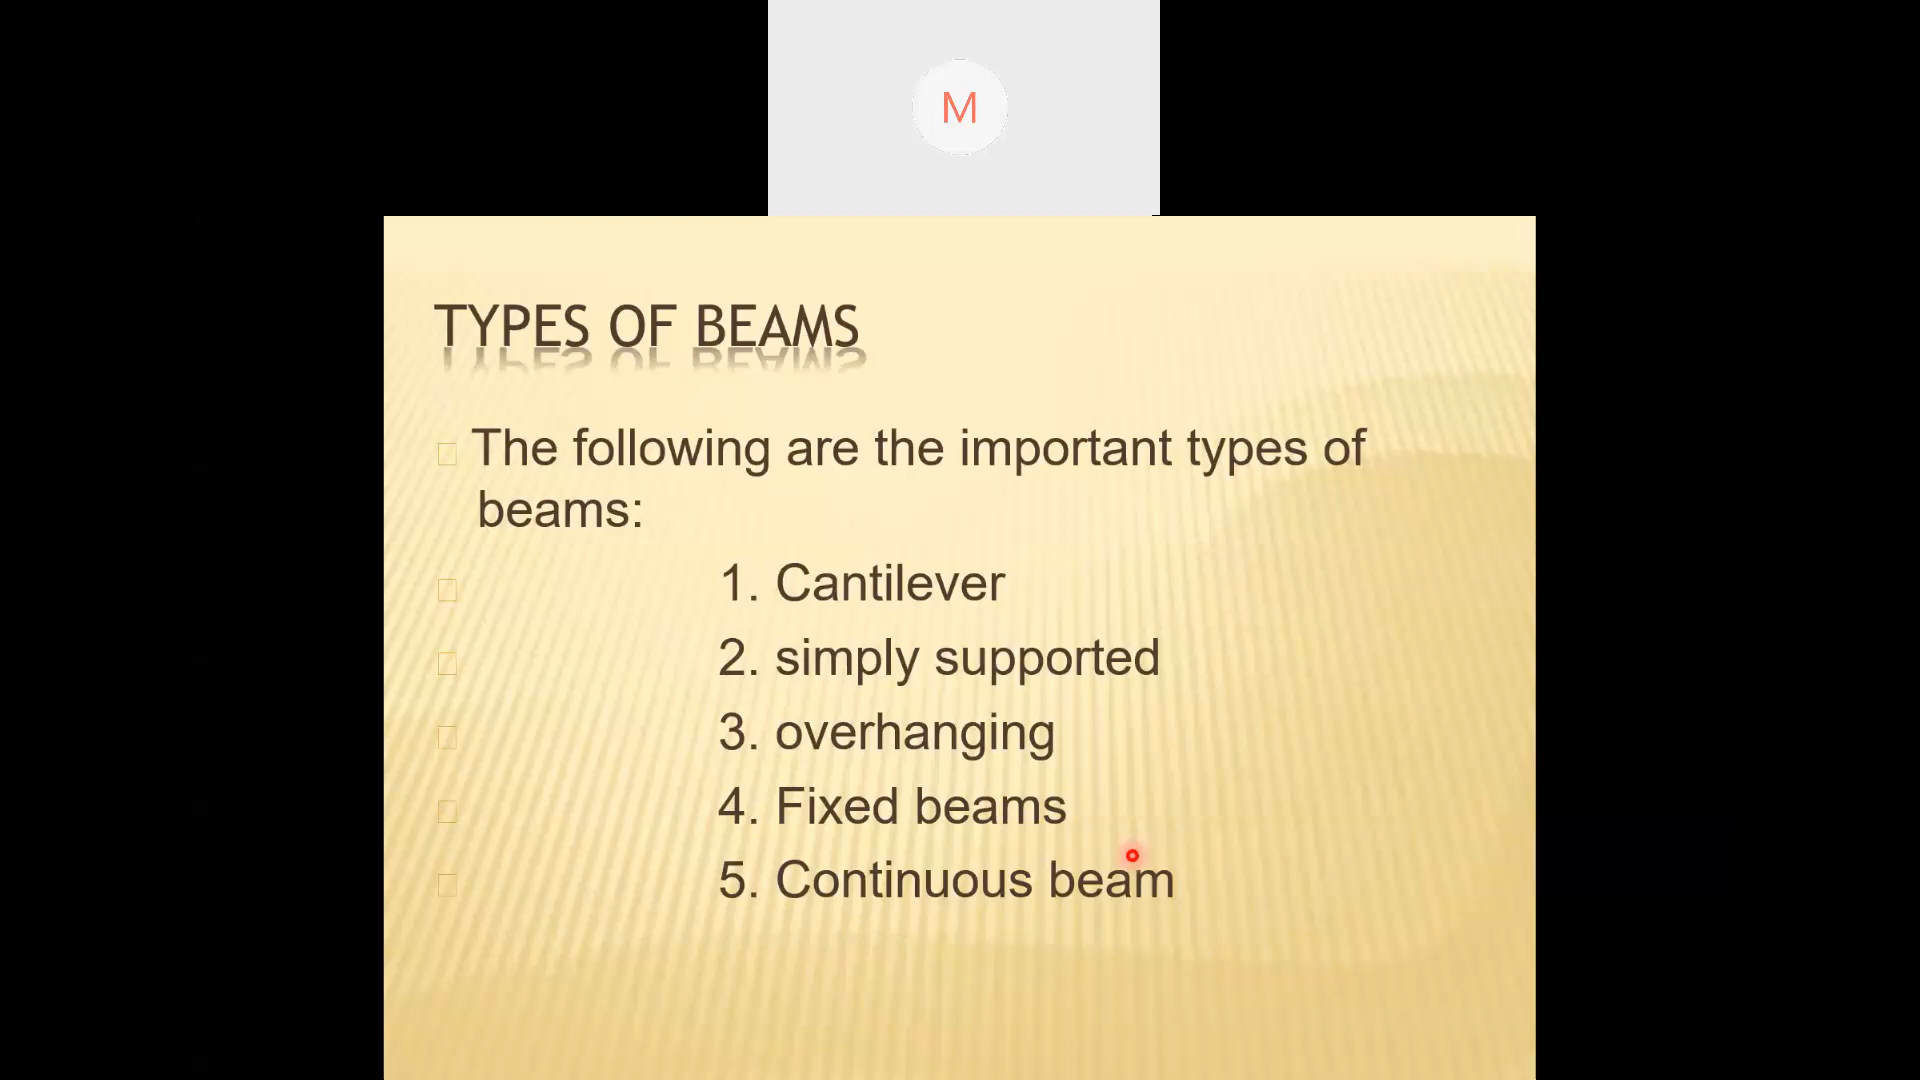 M
TYPES OF BEAMS
The following are the important types of
beams:
1. Cantilever
2. simply supported
3. overhanging
4. Fixed beams
5. Continuous beam